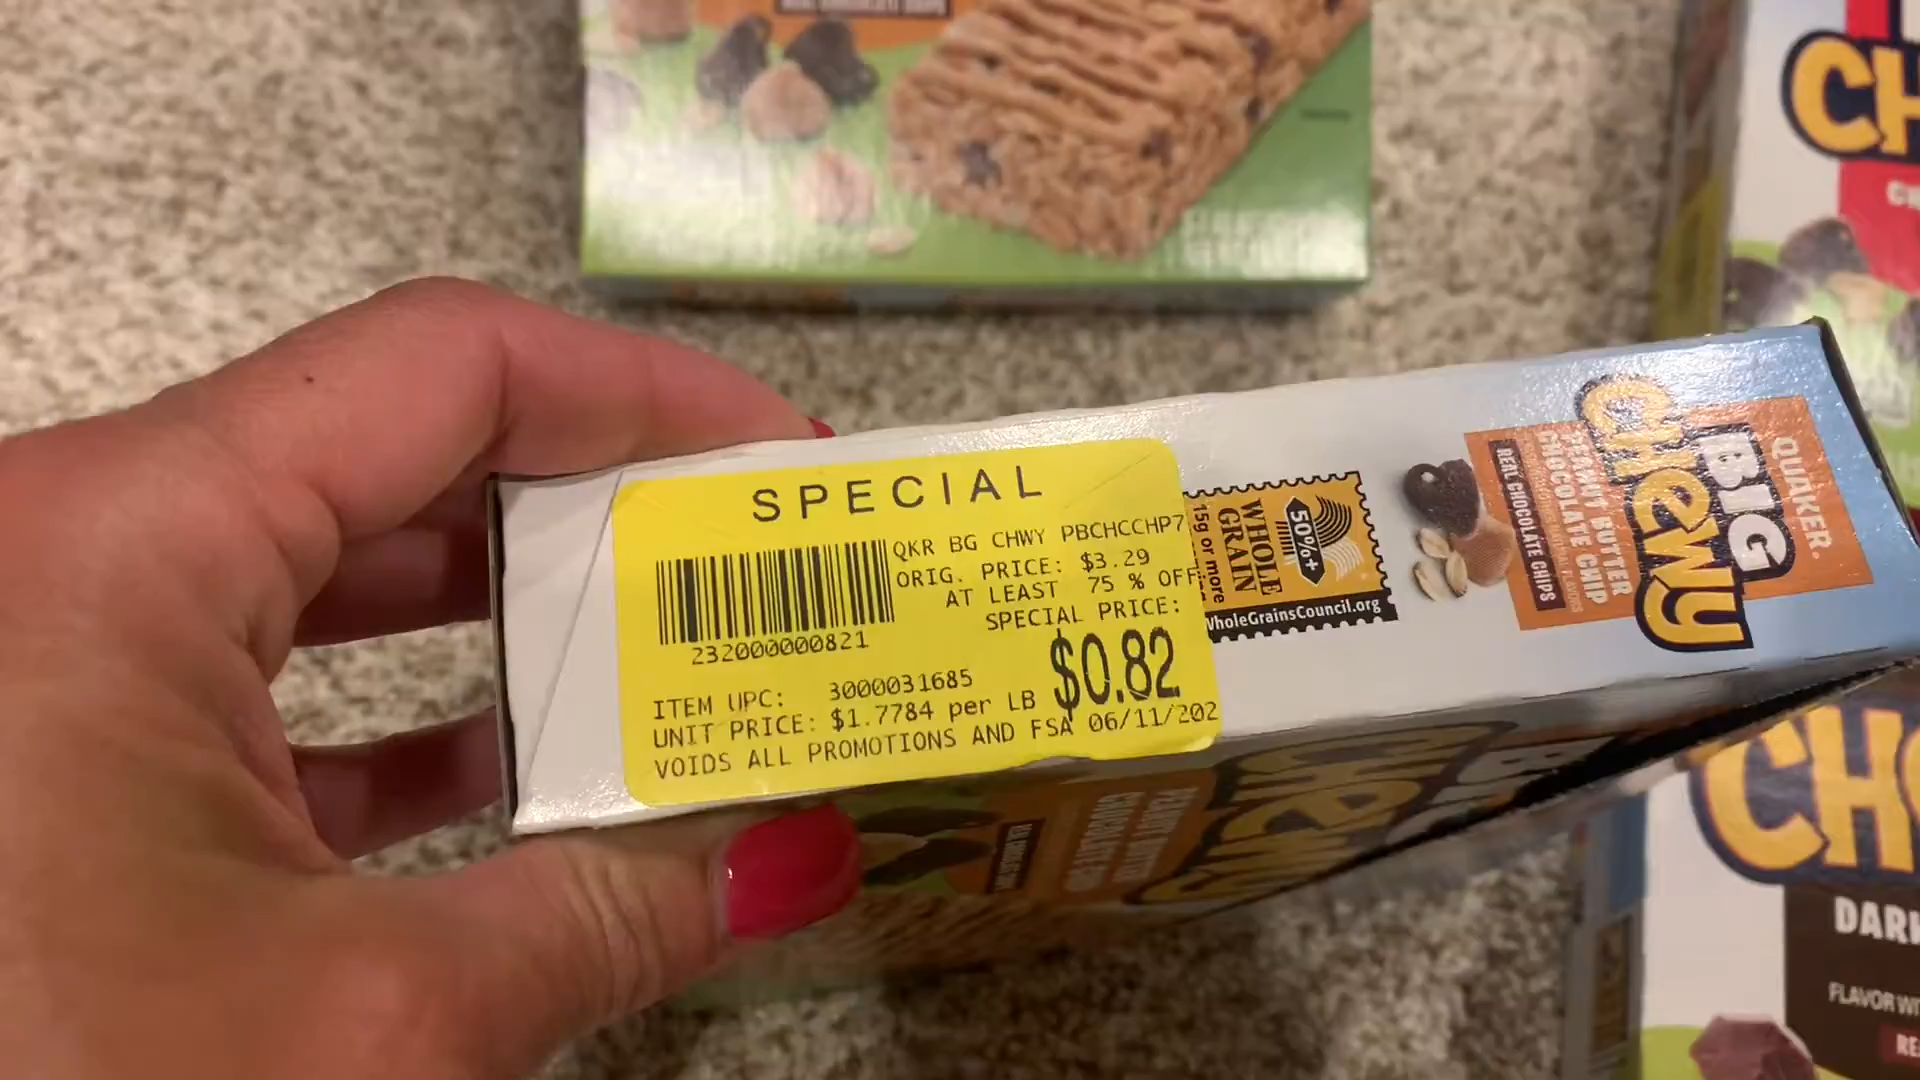 SPECIAL
QKR BG CHWY PBCHCCHP7
ORIG. PRICE: $3.29
AT LEAST 75 % OFF
SPECIAL PRICE:
$0.82
232000000821
ITEM UPC: 3000031685
UNIT PRICE: $1.7784 per LB
VOIDS ALL PROMOTIONS AND FSA 06/11/202
WHOLE
GRAIN
50%+
15g or more
WholeGrainsCouncil.org
QUAKER.
BIG
CHEWY
PEANUT BUTTER
CHOCOLATE CHIP
REAL CHOCOLATE CHIPS
CH
CHEWY
PEANUT BUTTER
CHOCOLATE CHIP
CH
DARK
FLAVOR WI
RE